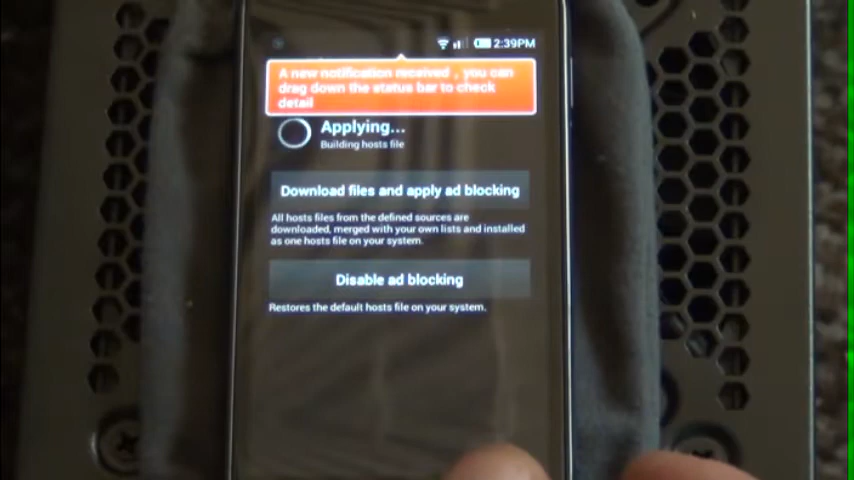 2:39PM
A new notification received , you can
drag down the status bar to check
detail
Applying...
Building hosts file
Download files and apply ad blocking
All hosts files from the defined sources are
downloaded, merged with your own lists and installed
as one hosts file on your system.
Disable ad blocking
Restores the default hosts file on your system.